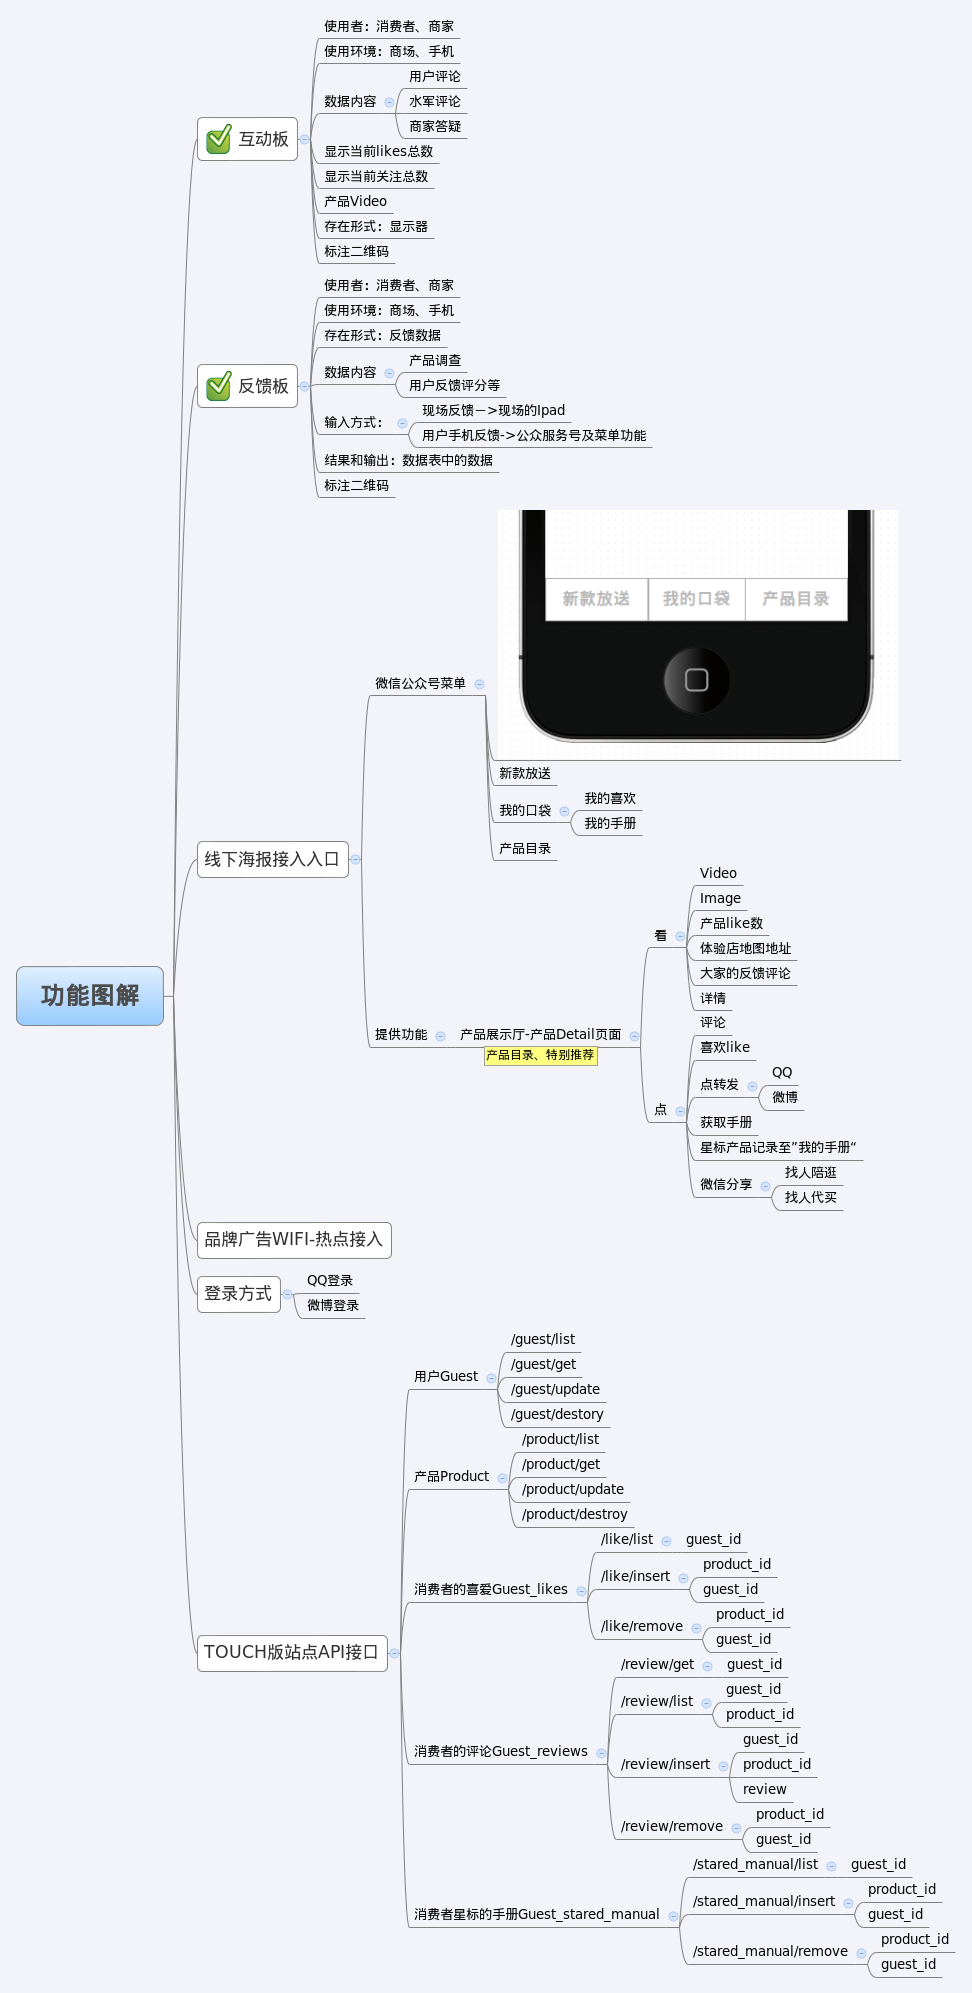 使用者：消费者、商家
使用环境：商场、手机
用户评论
数据内容
水军评论
商家答疑
互动板
显示当前likes总数
显示当前关注总数
产品Video
存在形式：显示器
标注二维码
使用者：消费者、商家
使用环境：商场、手机
存在形式：反馈数据
产品调查
数据内容
用户反馈评分等
反馈板
现场反馈－>现场的Ipad
输入方式：
用户手机反馈->公众服务号及菜单功能
结果和输出：数据表中的数据
标注二维码
新款放送 我的口袋 产品目录
微信公众号菜单
新款放送
我的喜欢
我的口袋
我的手册
产品目录
线下海报接入入口
Video
Image
产品like数
看
体验店地图地址
大家的反馈评论
详情
功能图解
提供功能
产品展示厅-产品Detail页面
产品目录、特别推荐
评论
喜欢like
QQ
点转发
微博
点
获取手册
星标产品记录至”我的手册“
找人陪逛
微信分享
找人代买
品牌广告WIFI-热点接入
QQ登录
登录方式
微博登录
/guest/list
/guest/get
用户Guest
/guest/update
/guest/destory
/product/list
/product/get
产品Product
/product/update
/product/destroy
/like/list
guest_id
product_id
/like/insert
guest_id
消费者的喜爱Guest_likes
product_id
/like/remove
guest_id
TOUCH版站点API接口
/review/get
guest_id
guest_id
/review/list
product_id
消费者的评论Guest_reviews
guest_id
/review/insert
product_id
review
product_id
/review/remove
guest_id
/stared_manual/list
guest_id
product_id
/stared_manual/insert
guest_id
消费者星标的手册Guest_stared_manual
product_id
/stared_manual/remove
guest_id